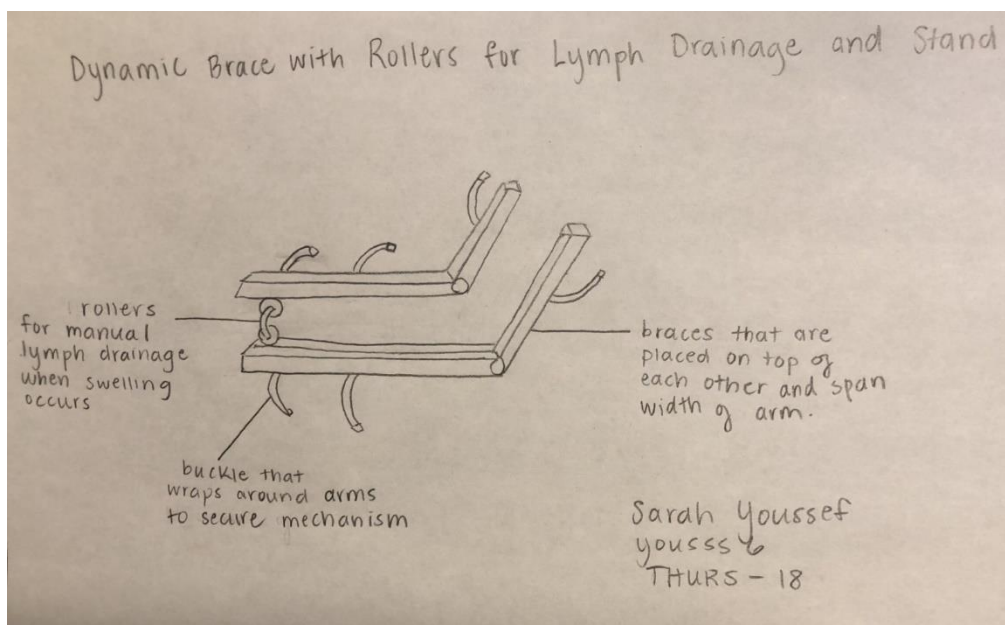 Dynamic Brace with Rollers for Lymph Drainage and Stand
rollers
for manual
lymph drainage
when swelling
occurs
braces that are
placed on top of
each other and span
width of arm.
buckle that
wraps around arms
to secure mechanism
Sarah Youssef
yousss6
THURS - 18